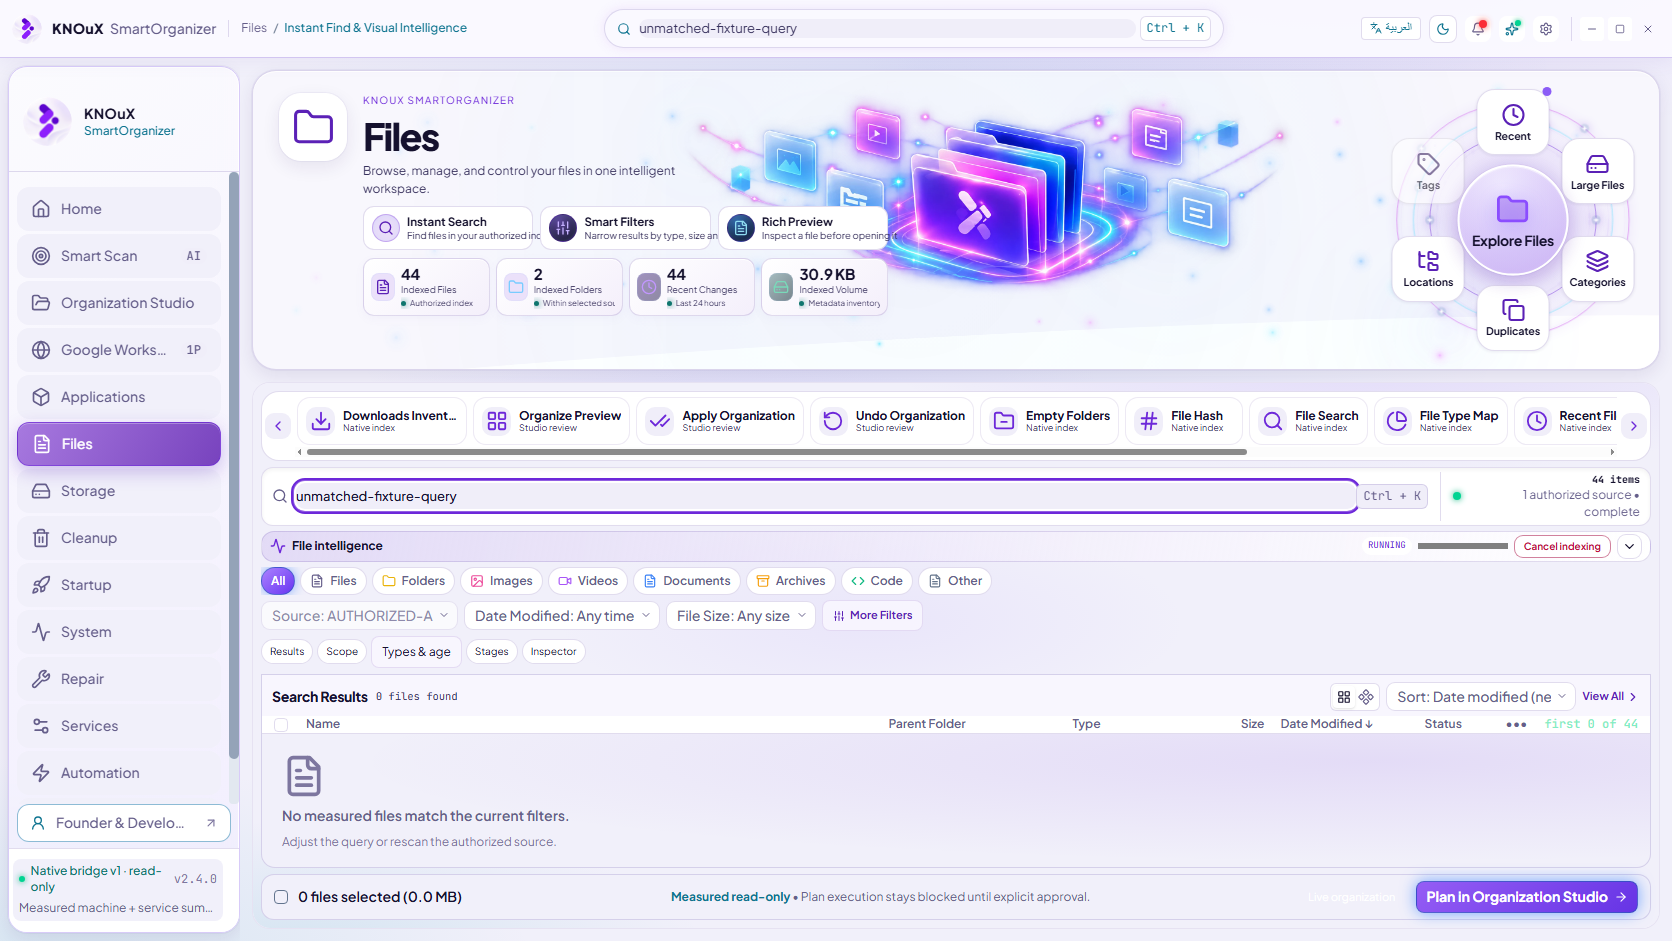 KNOuX SmartOrganizer
Files / Instant Find & Visual Intelligence
unmatched-fixture-query
Ctrl + K
العربية
KNOuX
SmartOrganizer
Home
Smart Scan AI
Organization Studio
Google Works... 1P
Applications
Files
Storage
Cleanup
Startup
System
Repair
Services
Automation
Founder & Develo...
Native bridge v1 · read-only
v2.4.0
Measured machine + service sum...
KNOUX SMARTORGANIZER
Files
Browse, manage, and control your files in one intelligent
workspace.
Instant Search
Find files in your authorized ind
Smart Filters
Narrow results by type, size an
Rich Preview
Inspect a file before opening it
44
Indexed Files
Authorized index
2
Indexed Folders
Within selected sou
44
Recent Changes
Last 24 hours
30.9 KB
Indexed Volume
Metadata inventory
Recent
Tags
Large Files
Explore Files
Locations
Categories
Duplicates
Downloads Invent...
Native index
Organize Preview
Studio review
Apply Organization
Studio review
Undo Organization
Studio review
Empty Folders
Native index
File Hash
Native index
File Search
Native index
File Type Map
Native index
Recent Fil
Native index
unmatched-fixture-query
Ctrl + K
44 items
1 authorized source •
complete
File intelligence
RUNNING
Cancel indexing
All
Files
Folders
Images
Videos
Documents
Archives
Code
Other
Source: AUTHORIZED-A
Date Modified: Any time
File Size: Any size
More Filters
Results
Scope
Types & age
Stages
Inspector
Search Results 0 files found
Sort: Date modified (ne
View All
Name Parent Folder Type Size Date Modified ↓ Status ••• first 0 of 44
No measured files match the current filters.
Adjust the query or rescan the authorized source.
0 files selected (0.0 MB)
Measured read-only • Plan execution stays blocked until explicit approval.
Live organization
Plan in Organization Studio →